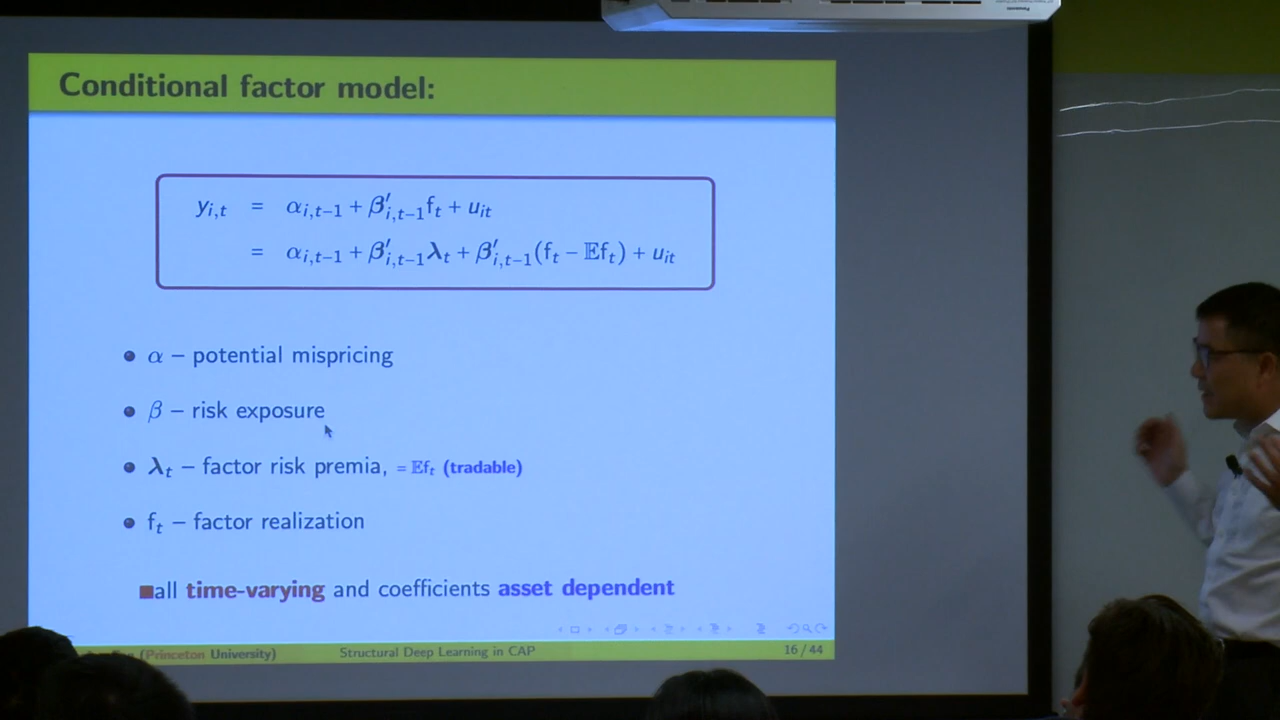 Conditional factor model:
y_{i,t} = α_{i,t−1} + β′_{i,t−1}f_t + u_{it}
= α_{i,t−1} + β′_{i,t−1}λ_t + β′_{i,t−1}(f_t − 𝔼f_t) + u_{it}
α – potential mispricing
β – risk exposure
λ_t – factor risk premia, = 𝔼f_t (tradable)
f_t – factor realization
all time-varying and coefficients asset dependent
(Princeton University) Structural Deep Learning in CAP 16 / 44